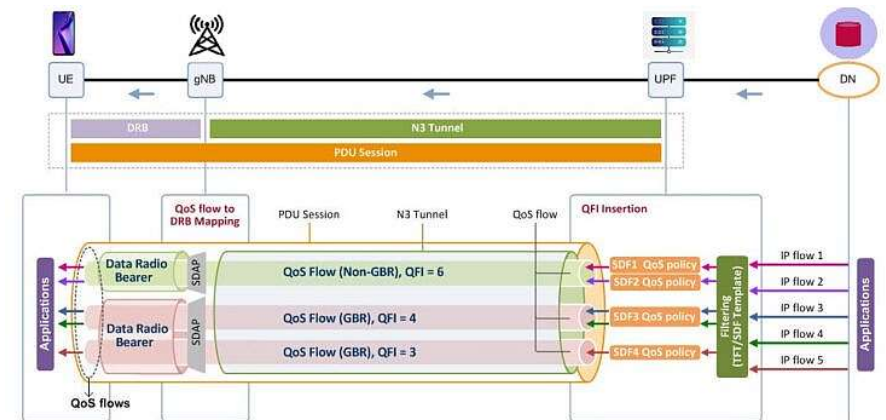 UE
gNB
UPF
DN
DRB
N3 Tunnel
PDU Session
QoS flow to
DRB Mapping
PDU Session
N3 Tunnel
QoS flow
QFI Insertion
Applications
Data Radio
Bearer
SDAP
QoS Flow (Non-GBR), QFI = 6
Data Radio
Bearer
SDAP
QoS Flow (GBR), QFI = 4
QoS Flow (GBR), QFI = 3
SDF1 QoS policy
SDF2 QoS policy
SDF3 QoS policy
SDF4 QoS policy
Filtering
(TFT/SDF Template)
IP flow 1
IP flow 2
IP flow 3
IP flow 4
IP flow 5
Applications
QoS flows